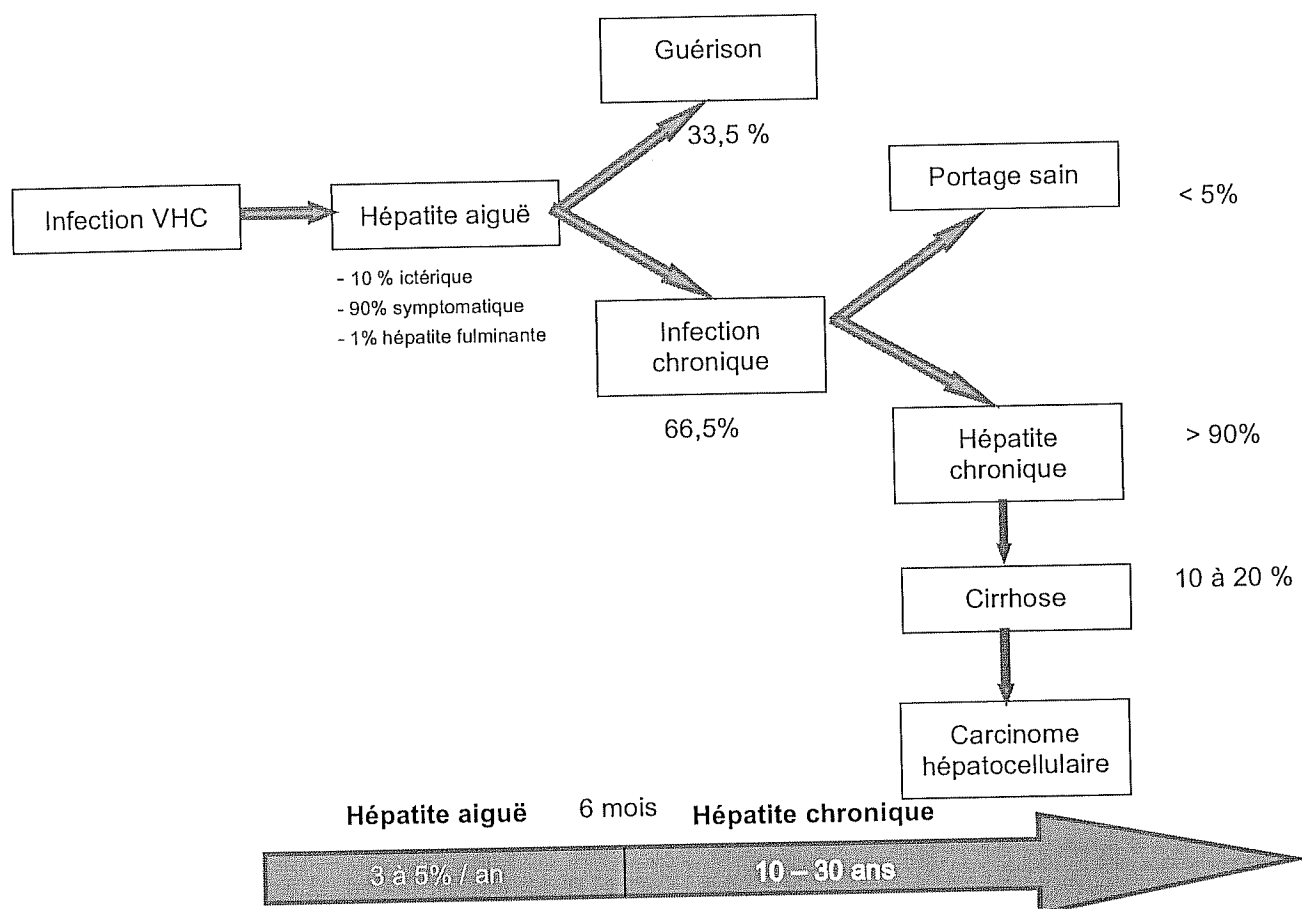 Guérison
33,5 %
Portage sain
< 5%
Infection VHC
Hépatite aiguë
- 10 % ictérique
- 90% symptomatique
- 1% hépatite fulminante
Infection
chronique
66,5%
Hépatite
chronique
> 90%
Cirrhose
10 à 20 %
Carcinome
hépatocellulaire
Hépatite aiguë 6 mois Hépatite chronique
3 à 5% / an 10 – 30 ans